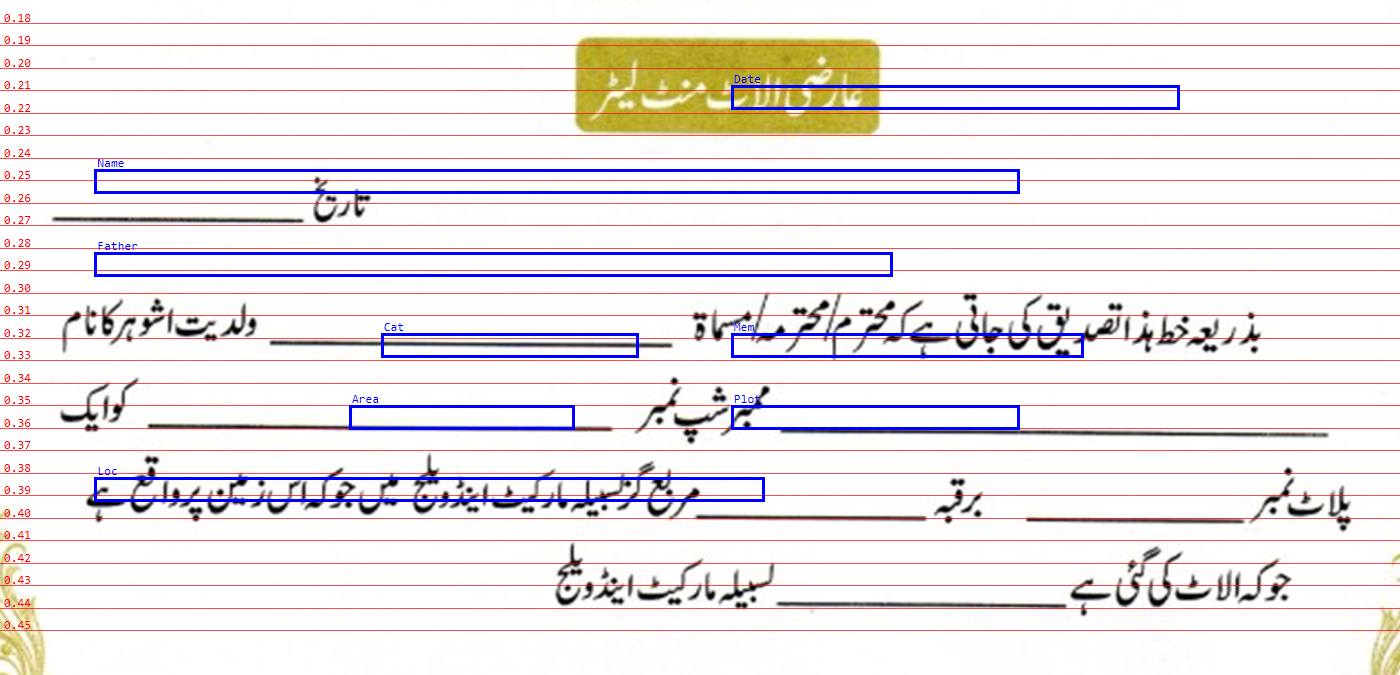 0.18
0.19
0.20
عارضی الاٹ منٹ لیٹر
Date
0.21
0.22
0.23
0.24
Name
0.25
تاریخ
0.26
0.27
Father
0.28
0.29
0.30
0.31
بذریعہ خط ہذا تصدیق کی جاتی ہے کہ محترم/محترمہ/مسماۃ ولدیت اشوہر کا نام
Cat Mem
0.32
0.33
0.34
ممبر شپ نمبر کو ایک
Area Plot
0.35
0.36
0.37
0.38
Loc
پلاٹ نمبر برقبہ مربع گز لسبیلہ مارکیٹ اینڈ ویلج میں جو کہ اس زمین پر واقع ہے
0.39
0.40
0.41
0.42
جو کہ الاٹ کی گئی ہے لسبیلہ مارکیٹ اینڈ ویلج
0.43
0.44
0.45